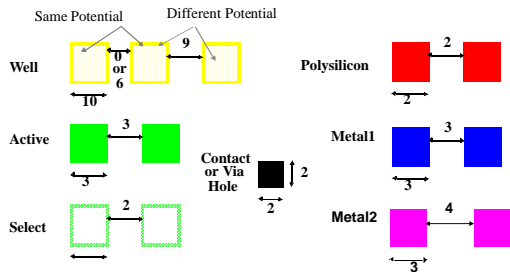 Same Potential
Different Potential
Well
0
or
6
9
10
Polysilicon
2
2
Active
3
3
Contact
or Via
Hole
2
2
Metal1
3
3
Select
2
Metal2
4
3